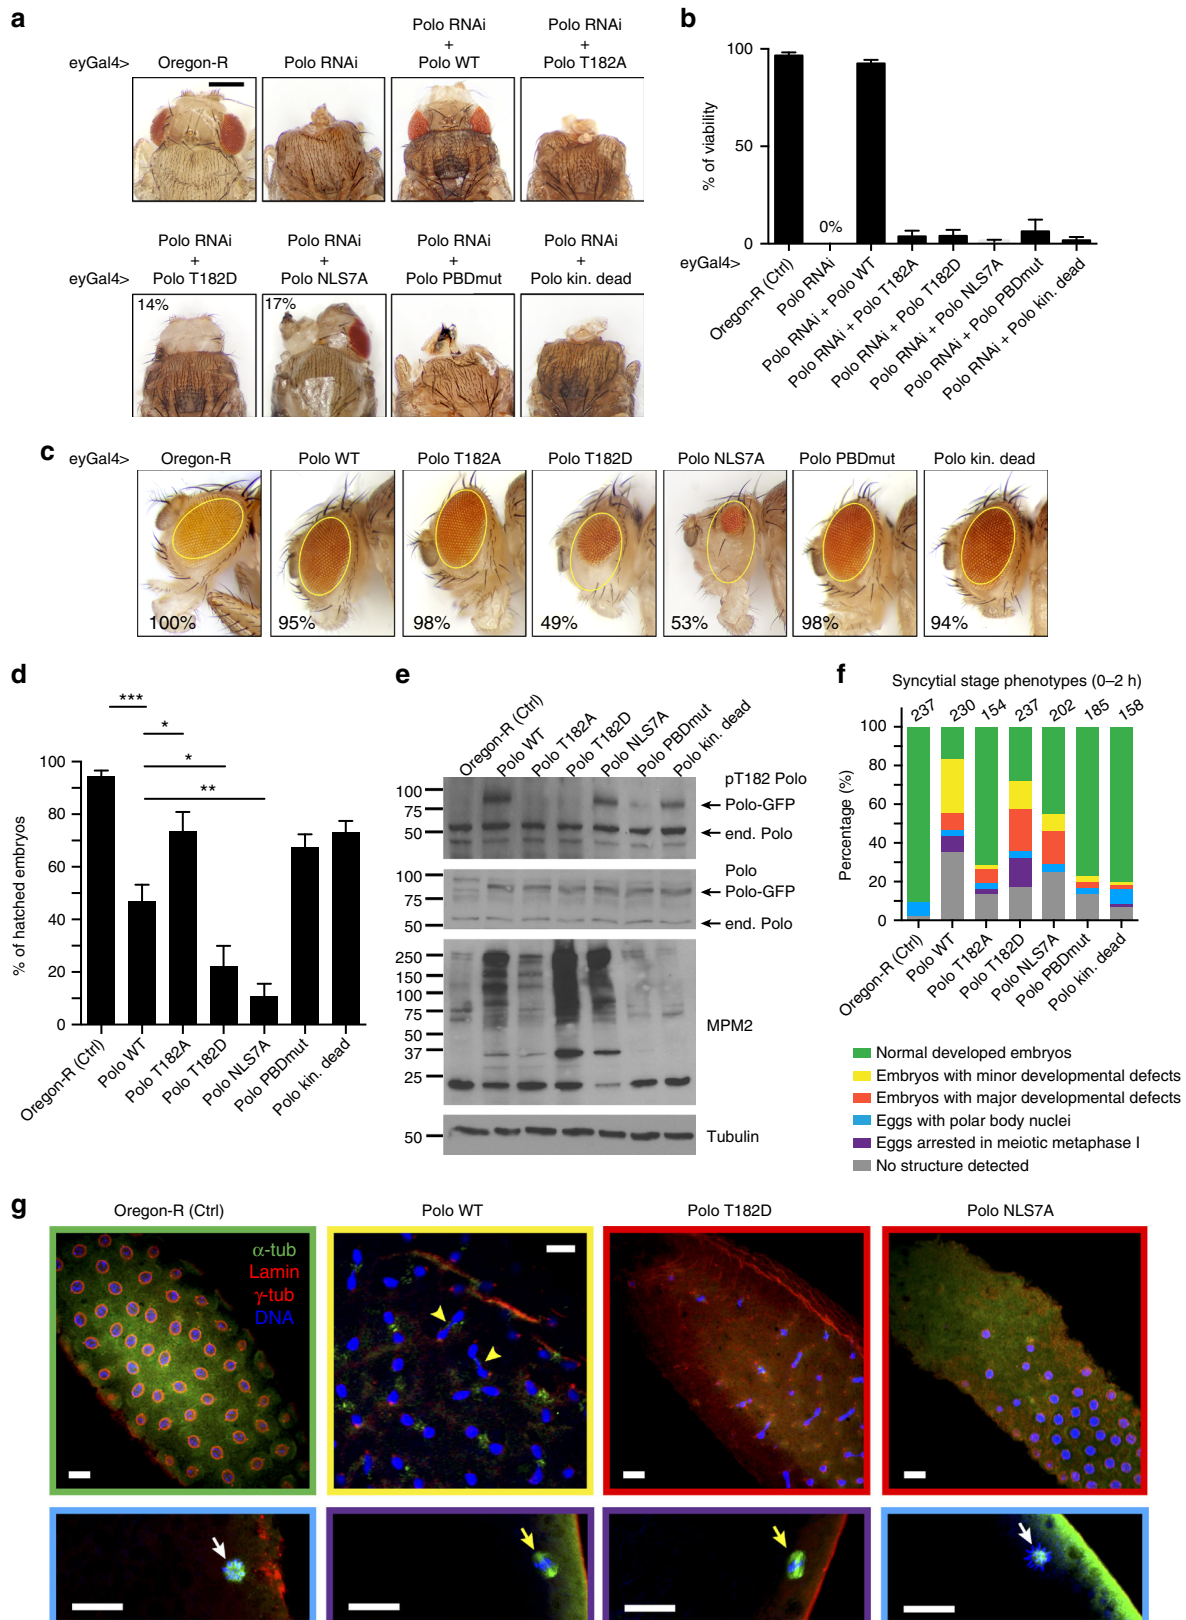 a
Polo RNAi
+
Polo WT
Polo RNAi
+
Polo T182A
eyGal4>
Oregon-R
Polo RNAi
Polo RNAi
+
Polo T182D
Polo RNAi
+
Polo NLS7A
Polo RNAi
+
Polo PBDmut
Polo RNAi
+
Polo kin. dead
eyGal4>
14%
17%
b
% of viability
100
50
0
0%
eyGal4>
Oregon-R (Ctrl)
Polo RNAi
Polo RNAi + Polo WT
Polo RNAi + Polo T182A
Polo RNAi + Polo T182D
Polo RNAi + Polo NLS7A
Polo RNAi + Polo PBDmut
Polo RNAi + Polo kin. dead
c
eyGal4>
Oregon-R
Polo WT
Polo T182A
Polo T182D
Polo NLS7A
Polo PBDmut
Polo kin. dead
100%
95%
98%
49%
53%
98%
94%
d
% of hatched embryos
***
*
*
**
100
80
60
40
20
0
Oregon-R (Ctrl)
Polo WT
Polo T182A
Polo T182D
Polo NLS7A
Polo PBDmut
Polo kin. dead
e
Oregon-R (Ctrl)
Polo WT
Polo T182A
Polo T182D
Polo NLS7A
Polo PBDmut
Polo kin. dead
100
75
50
pT182 Polo
Polo-GFP
end. Polo
100
75
50
Polo
Polo-GFP
end. Polo
250
150
100
75
50
37
25
MPM2
50
Tubulin
f
Syncytial stage phenotypes (0–2 h)
237
230
154
237
202
185
158
Percentage (%)
100
80
60
40
20
0
Oregon-R (Ctrl)
Polo WT
Polo T182A
Polo T182D
Polo NLS7A
Polo PBDmut
Polo kin. dead
Normal developed embryos
Embryos with minor developmental defects
Embryos with major developmental defects
Eggs with polar body nuclei
Eggs arrested in meiotic metaphase I
No structure detected
g
Oregon-R (Ctrl)
Polo WT
Polo T182D
Polo NLS7A
α-tub
Lamin
γ-tub
DNA